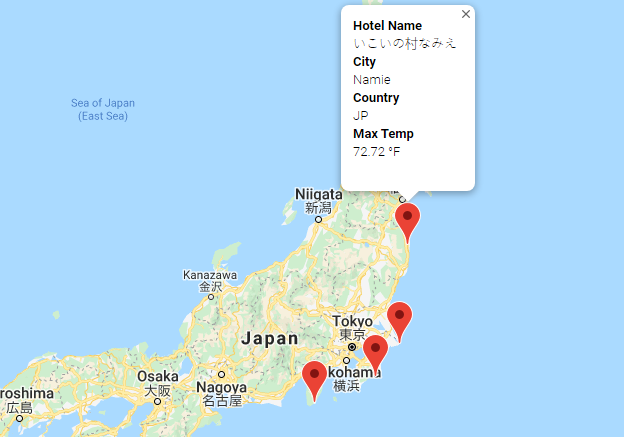 Hotel Name
いこいの村なみえ
City
Namie
Country
JP
Max Temp
72.72 °F
Sea of Japan
(East Sea)
Niigata
新潟
Kanazawa
金沢
Tokyo
東京
Japan
kohama
横浜
Osaka
大阪
Nagoya
名古屋
roshima
広島